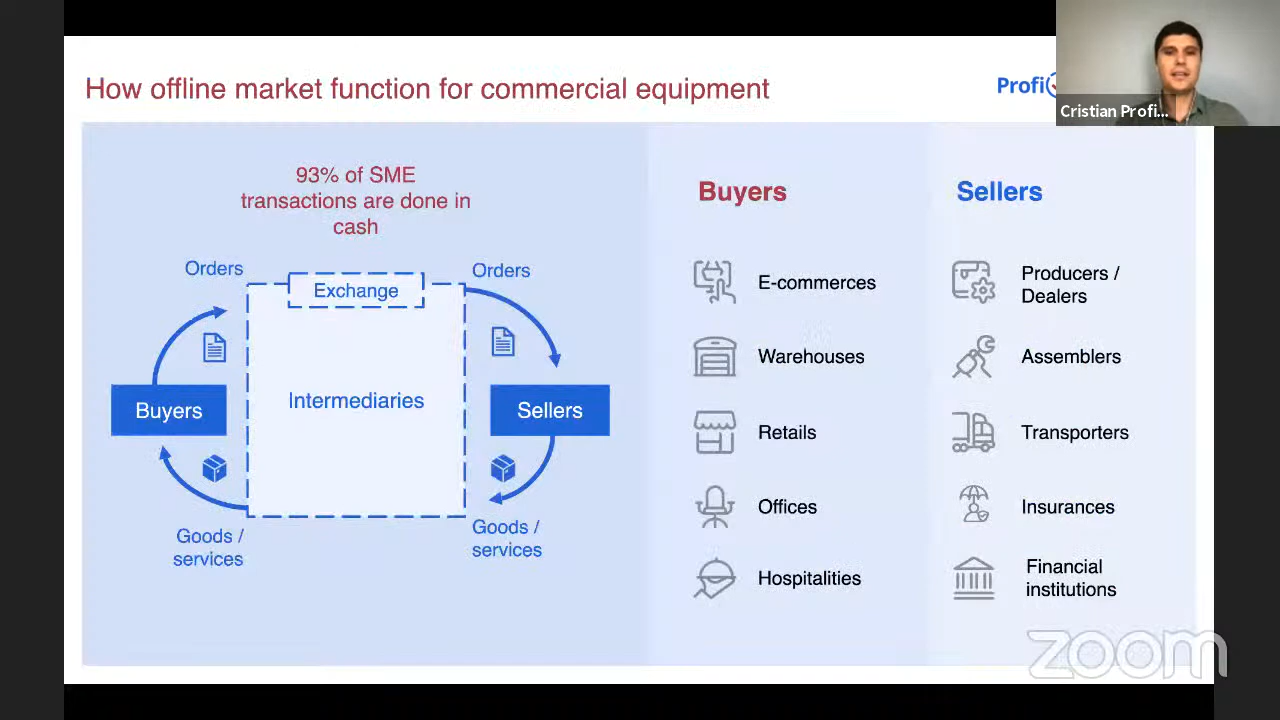 How offline market function for commercial equipment
Profi
Cristian Profi...
93% of SME
transactions are done in
cash
Orders
Orders
Exchange
Intermediaries
Buyers
Sellers
Goods /
services
Goods /
services
Buyers
E-commerces
Warehouses
Retails
Offices
Hospitalities
Sellers
Producers /
Dealers
Assemblers
Transporters
Insurances
Financial
institutions
zoom